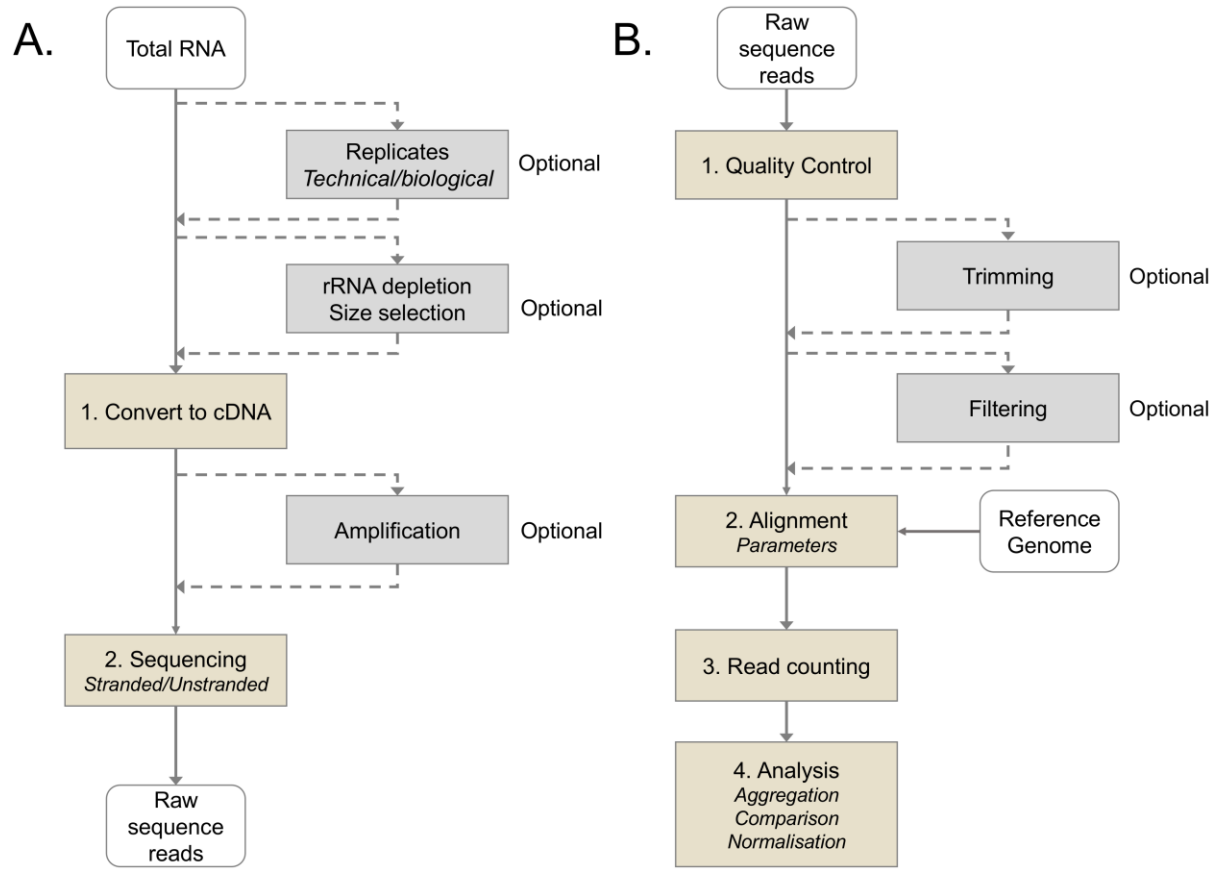 A.
Total RNA
Replicates
Technical/biological
Optional
rRNA depletion
Size selection
Optional
1. Convert to cDNA
Amplification
Optional
2. Sequencing
Stranded/Unstranded
Raw
sequence
reads
B.
Raw
sequence
reads
1. Quality Control
Trimming
Optional
Filtering
Optional
2. Alignment
Parameters
Reference
Genome
3. Read counting
4. Analysis
Aggregation
Comparison
Normalisation